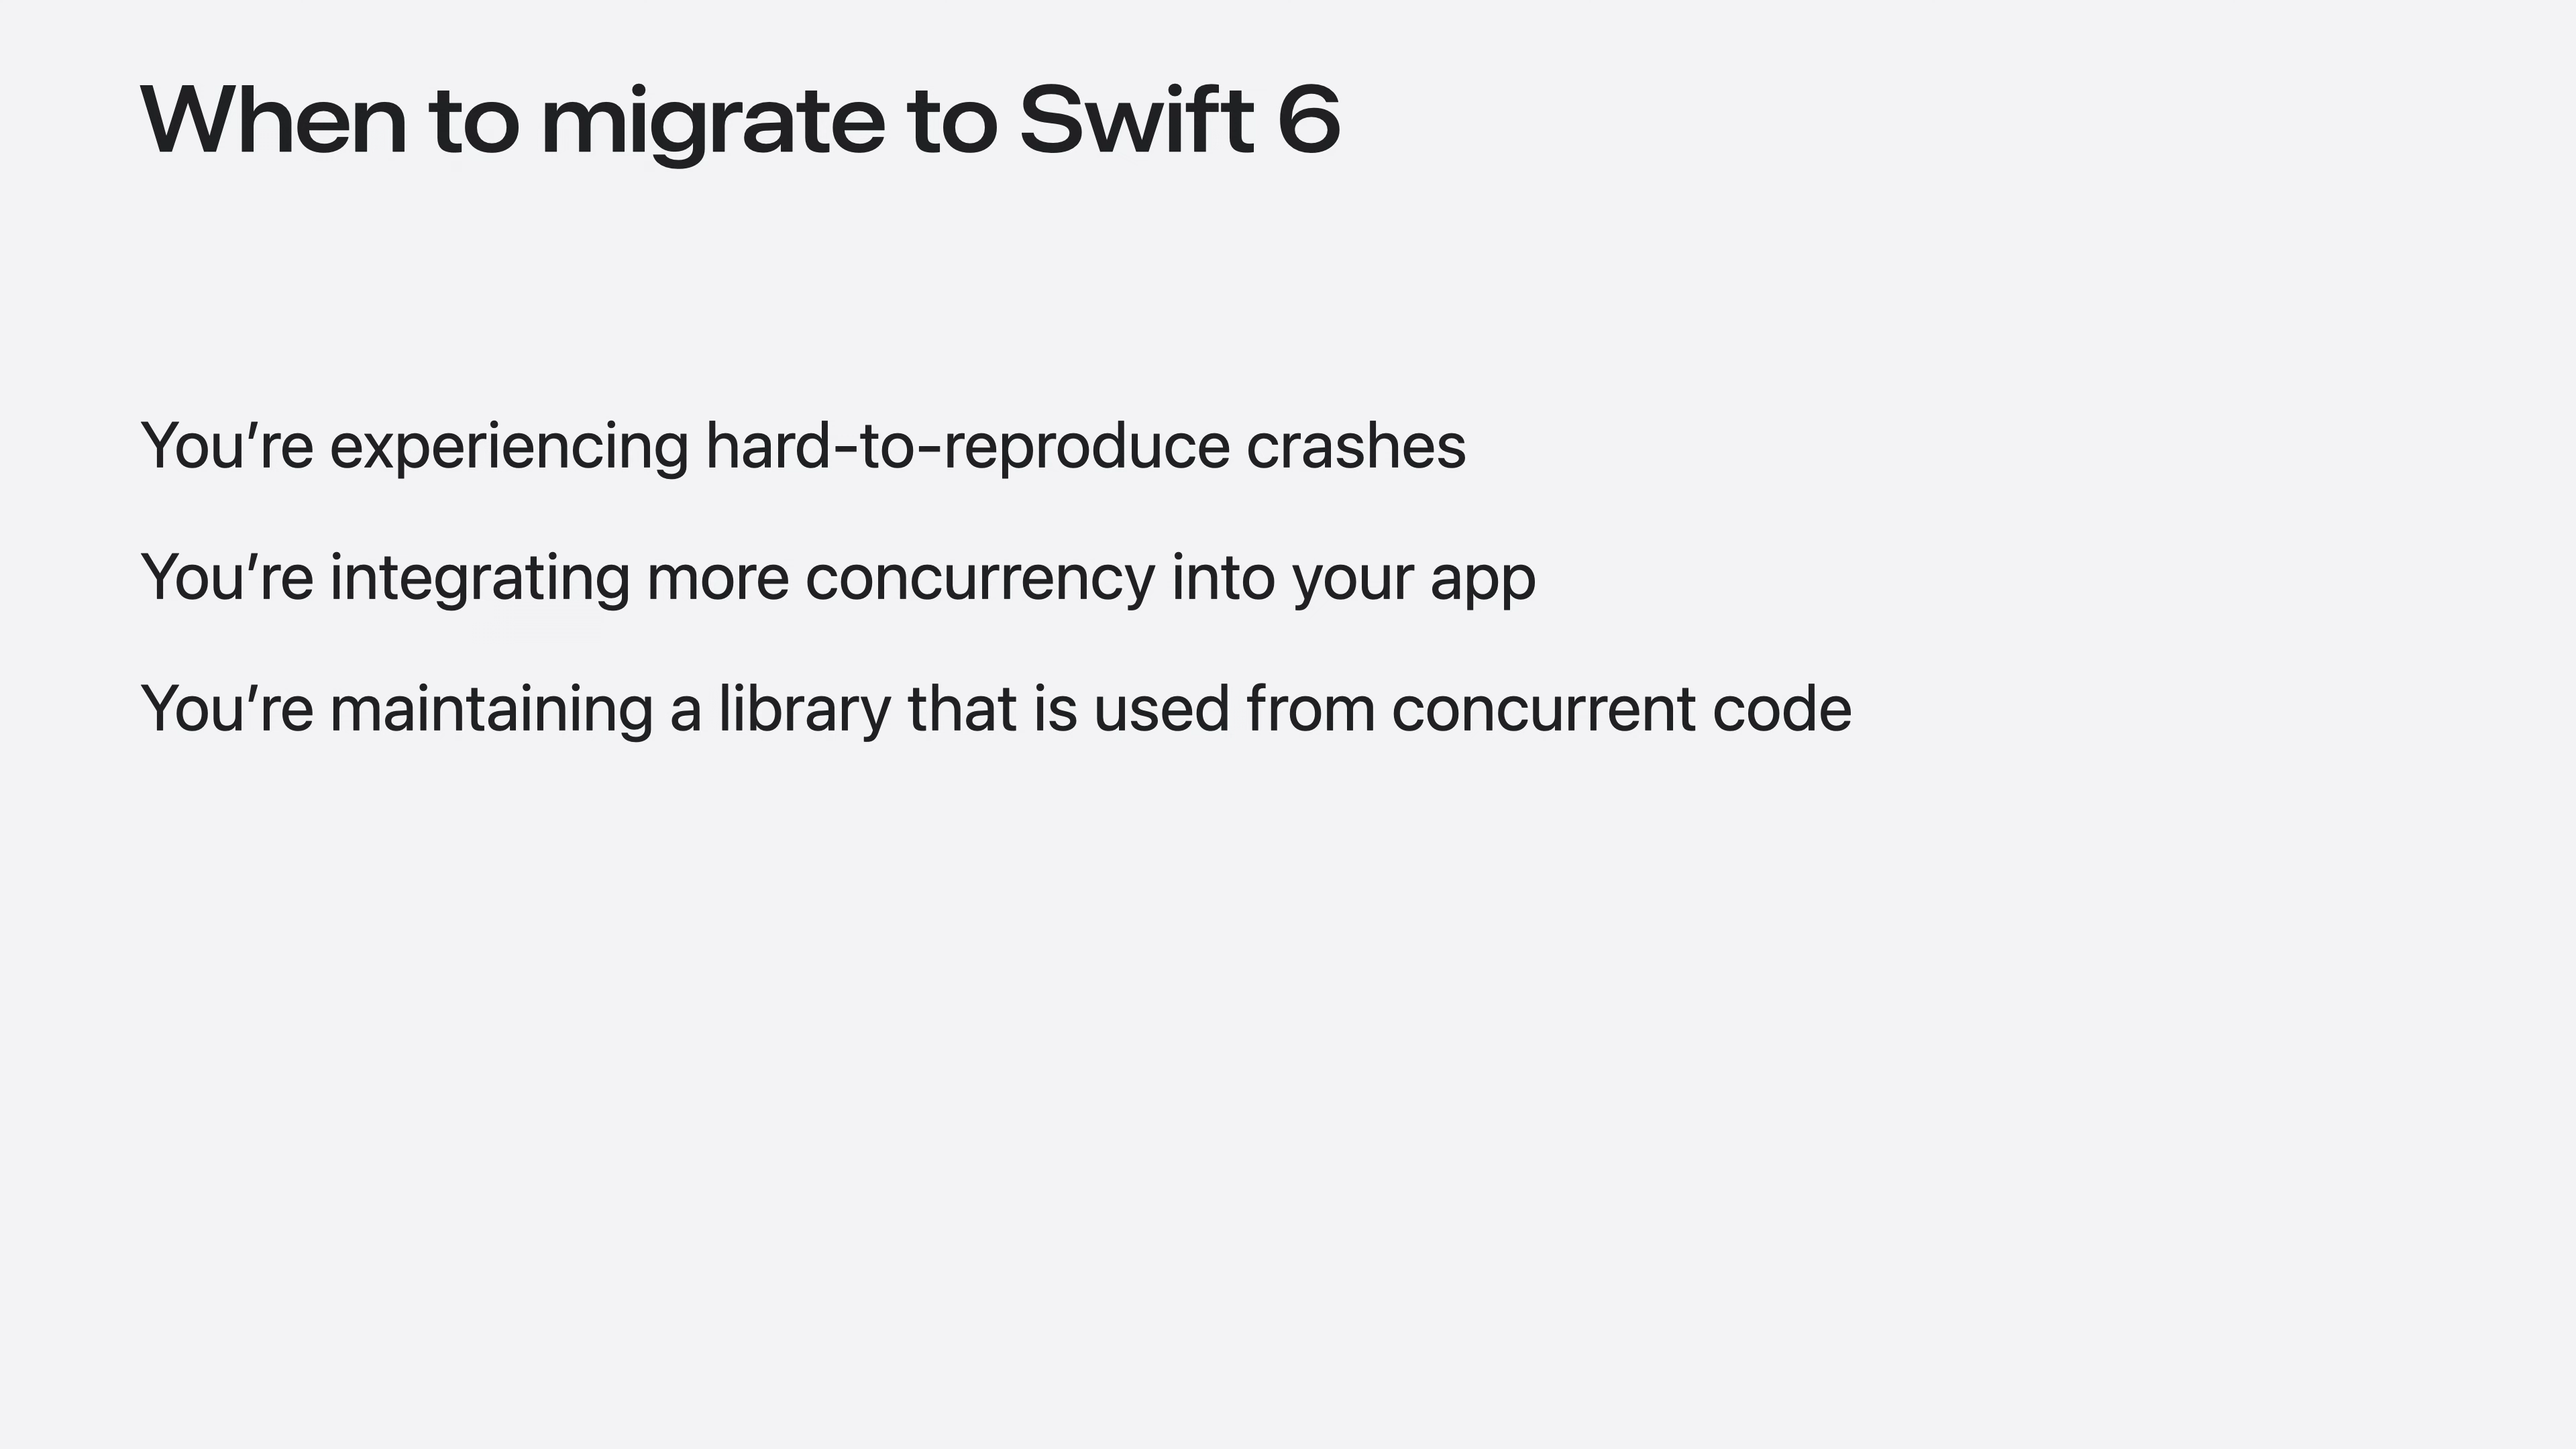 When to migrate to Swift 6
You’re experiencing hard-to-reproduce crashes
You’re integrating more concurrency into your app
You’re maintaining a library that is used from concurrent code